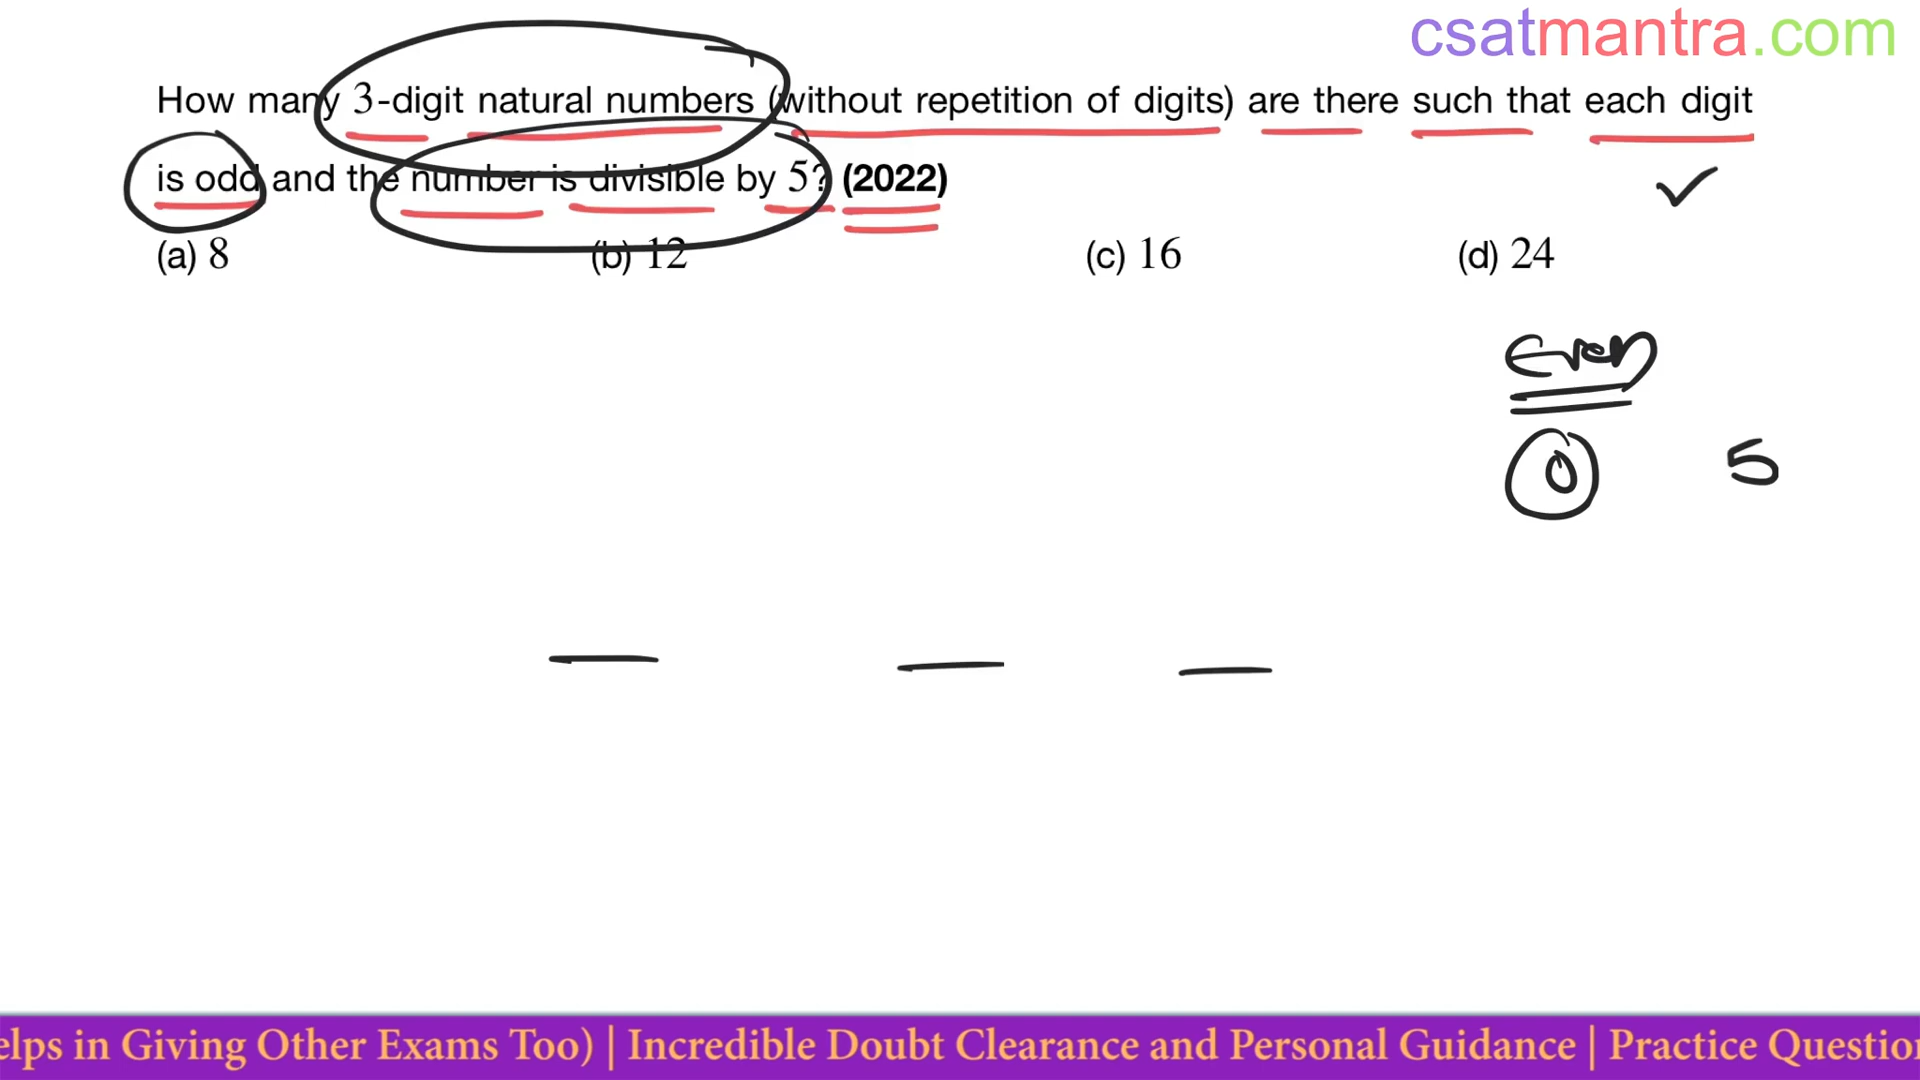 csatmantra.com
How many 3-digit natural numbers (without repetition of digits) are there such that each digit
is odd and the number is divisible by 5? (2022)
(a) 8 (b) 12 (c) 16 (d) 24
Even
0 5
elps in Giving Other Exams Too) | Incredible Doubt Clearance and Personal Guidance | Practice Question